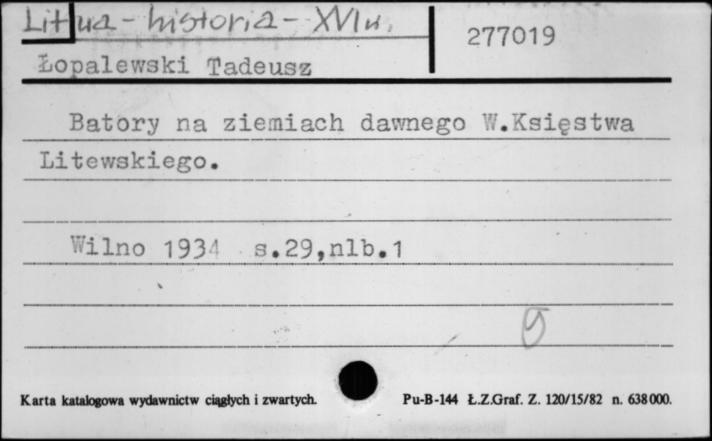 Litwa - historia - XVI w.
277019
Łopalewski Tadeusz
Batory na ziemiach dawnego W.Księstwa
Litewskiego.
Wilno 1934 s.29,nlb.1
Karta katalogowa wydawnictw ciągłych i zwartych. Pu-B-144 Ł.Z.Graf. Z. 120/15/82 n. 638000.